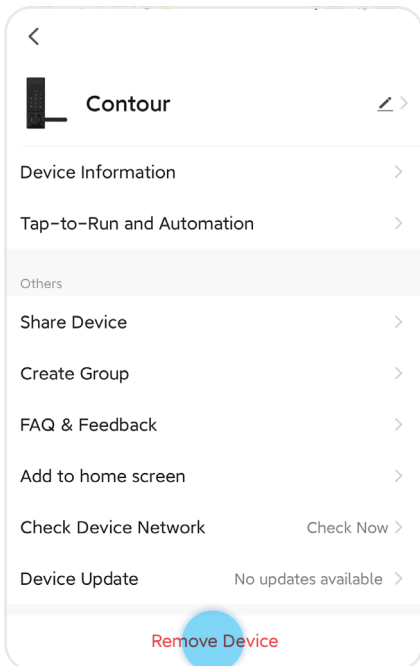 Contour
Device Information
Tap-to-Run and Automation
Others
Share Device
Create Group
FAQ & Feedback
Add to home screen
Check Device Network Check Now
Device Update No updates available
Remove Device